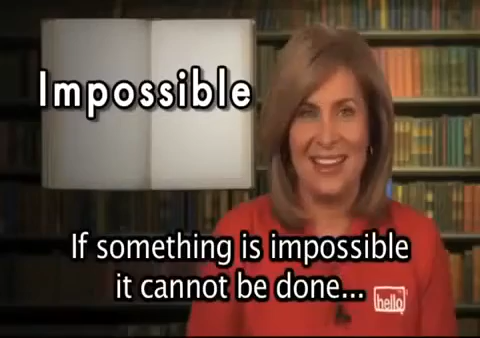 Impossible
If something is impossible
it cannot be done...
hello